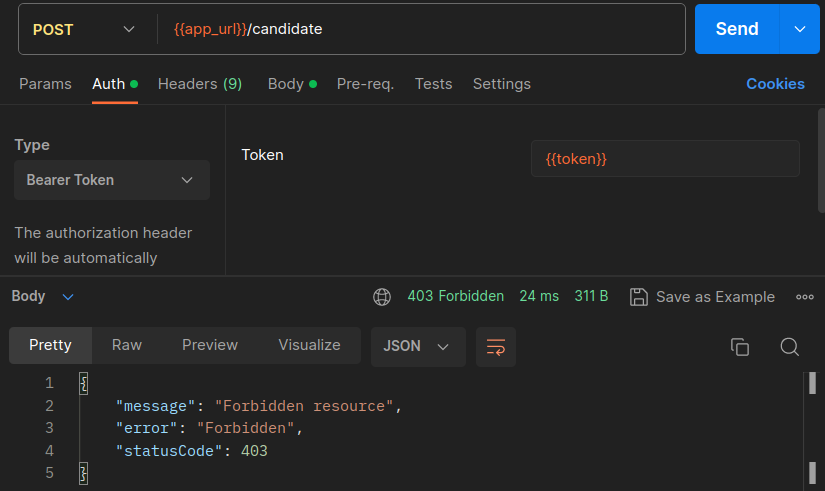 POST {{app_url}}/candidate Send
Params Auth Headers (9) Body Pre-req. Tests Settings Cookies
Type
Bearer Token
The authorization header
will be automatically
Token {{token}}
Body 403 Forbidden 24 ms 311 B Save as Example
Pretty Raw Preview Visualize JSON
1 {
2 "message": "Forbidden resource",
3 "error": "Forbidden",
4 "statusCode": 403
5 }